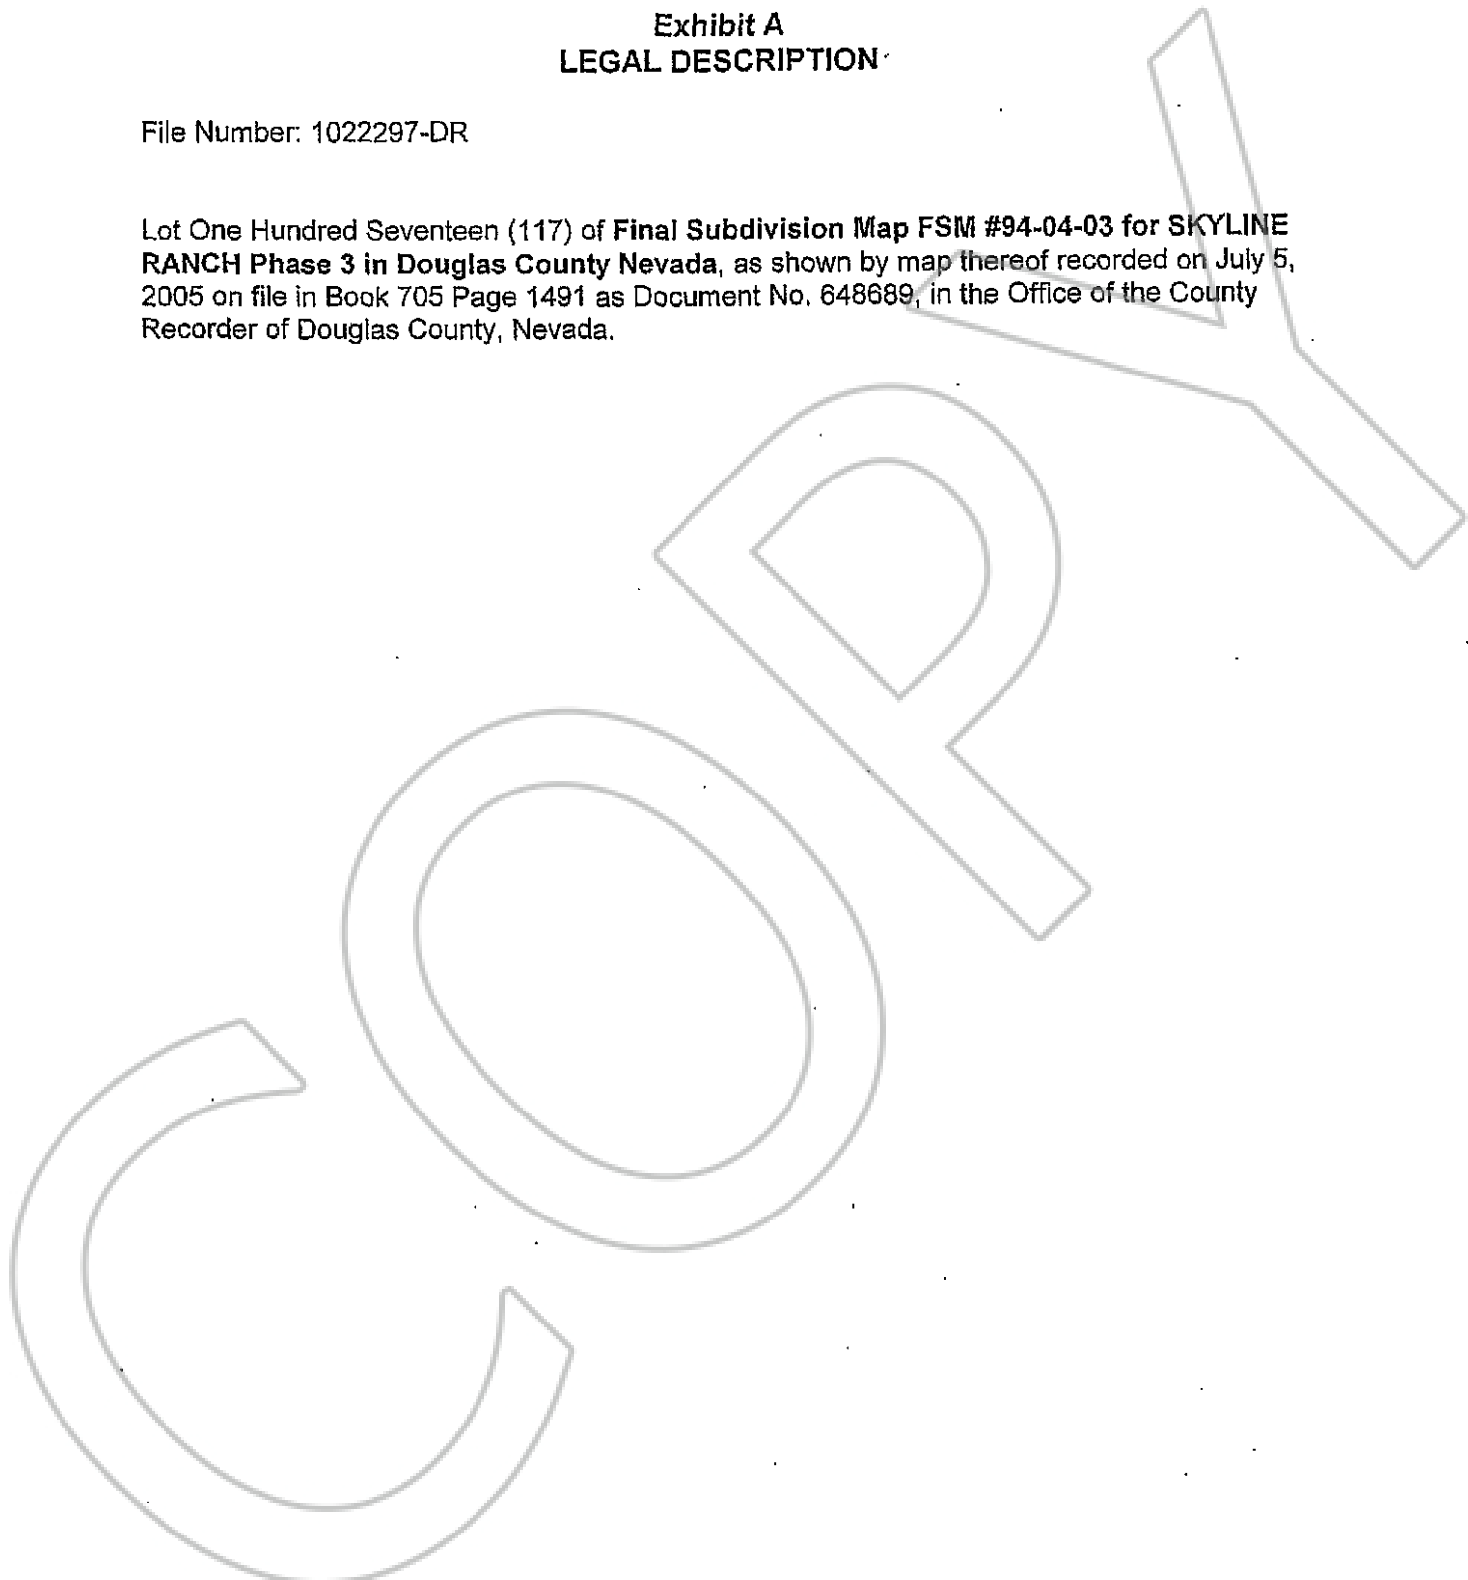 Exhibit A
LEGAL DESCRIPTION
File Number: 1022297-DR
Lot One Hundred Seventeen (117) of Final Subdivision Map FSM #94-04-03 for SKYLINE
RANCH Phase 3 in Douglas County Nevada, as shown by map thereof recorded on July 5,
2005 on file in Book 705 Page 1491 as Document No. 648689, in the Office of the County
Recorder of Douglas County, Nevada.
COPY